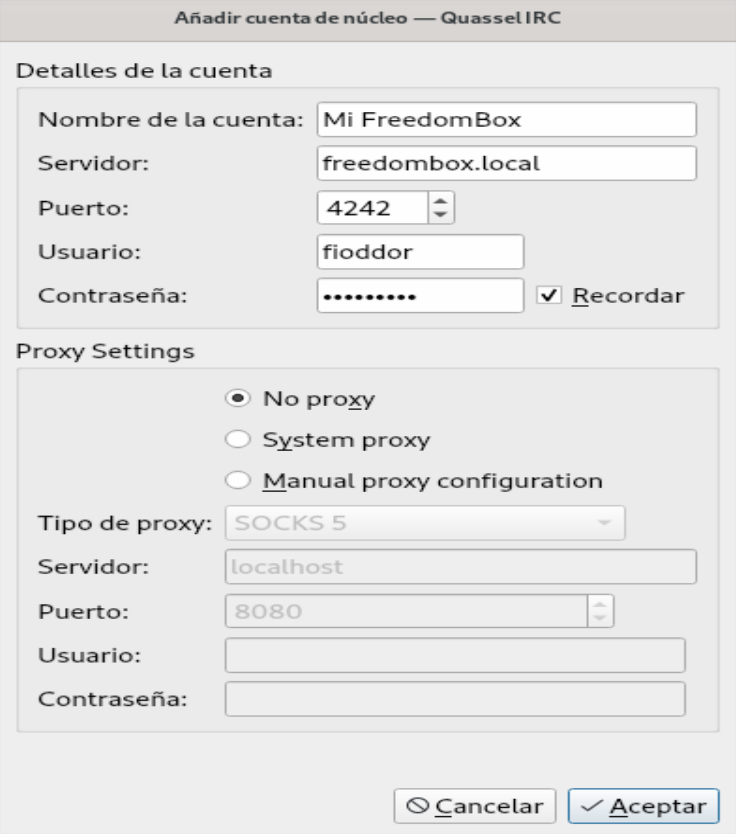 Añadir cuenta de núcleo — Quassel IRC
Detalles de la cuenta
Nombre de la cuenta: Mi FreedomBox
Servidor: freedombox.local
Puerto: 4242
Usuario: fioddor
Contraseña: ••••••••• Recordar
Proxy Settings
No proxy
System proxy
Manual proxy configuration
Tipo de proxy: SOCKS 5
Servidor: localhost
Puerto: 8080
Usuario:
Contraseña:
Cancelar Aceptar